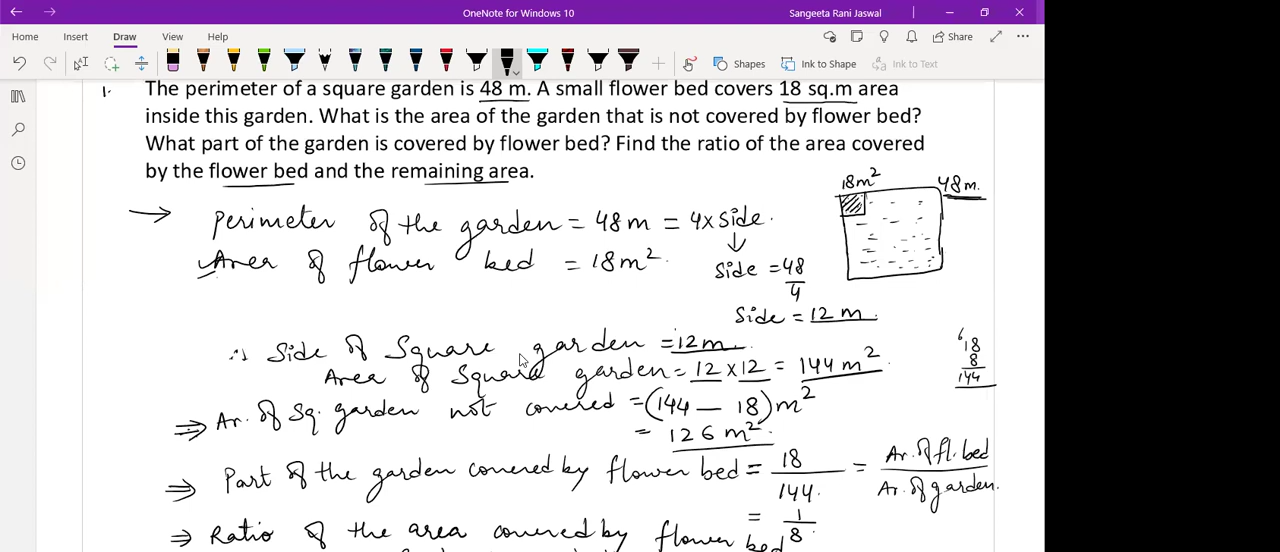 OneNote for Windows 10
Sangeeta Rani Jaswal
Home Insert Draw View Help
Share
Shapes
Ink to Shape
Ink to Text
1. The perimeter of a square garden is 48 m. A small flower bed covers 18 sq.m area
inside this garden. What is the area of the garden that is not covered by flower bed?
What part of the garden is covered by flower bed? Find the ratio of the area covered
by the flower bed and the remaining area.
18m² 48m.
→ Perimeter of the garden = 48m = 4×Side.
Area of flower bed = 18m².
Side = 48/4
Side = 12 m.
∴ Side of Square garden = 12m.
Area of Square garden = 12 × 12 = 144 m²
6
18
8
144
⇒ Ar. of Sq. garden not covered = (144 – 18) m²
= 126 m².
⇒ Part of the garden covered by flower bed = 18/144. = Ar. of fl. bed/Ar. of garden.
= 1/8.
⇒ Ratio of the area covered by flower bed